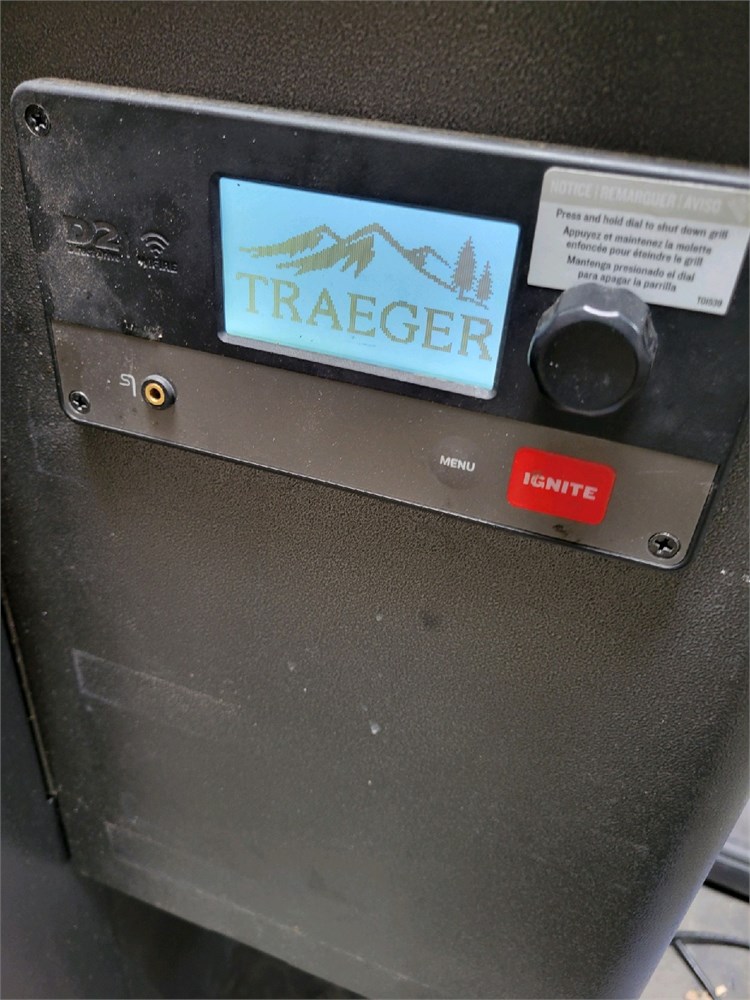 NOTICE | REMARQUER | AVISO
Press and hold dial to shut down grill
Appuyez et maintenez la molette
enfoncée pour éteindre le grill
Mantenga presionado el dial
para apagar la parrilla
T01039
D2
TRAEGER
MENU
IGNITE